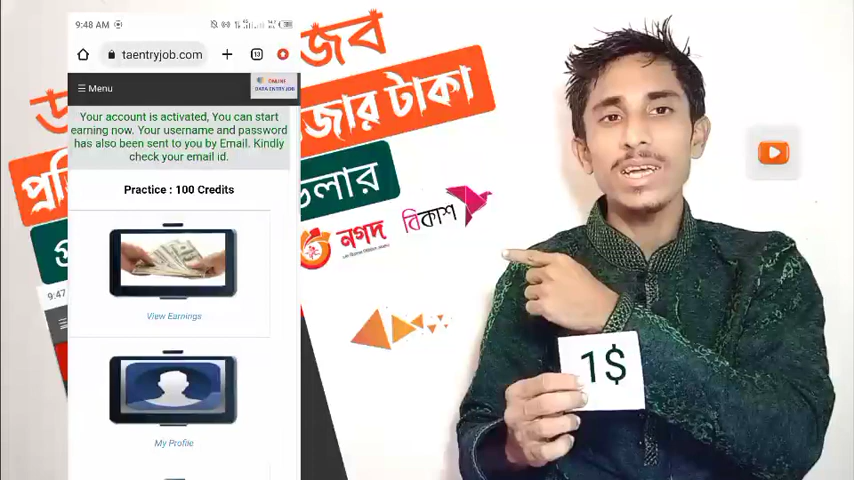 9:48 AM
taentryjob.com
13
Menu
ONLINE
DATA ENTRY JOB
Your account is activated, You can start
earning now. Your username and password
has also been sent to you by Email. Kindly
check your email id.
Practice : 100 Credits
View Earnings
My Profile
9:47
জব
জার টাকা
প্রতি
নগদ
বিকাশ
1$